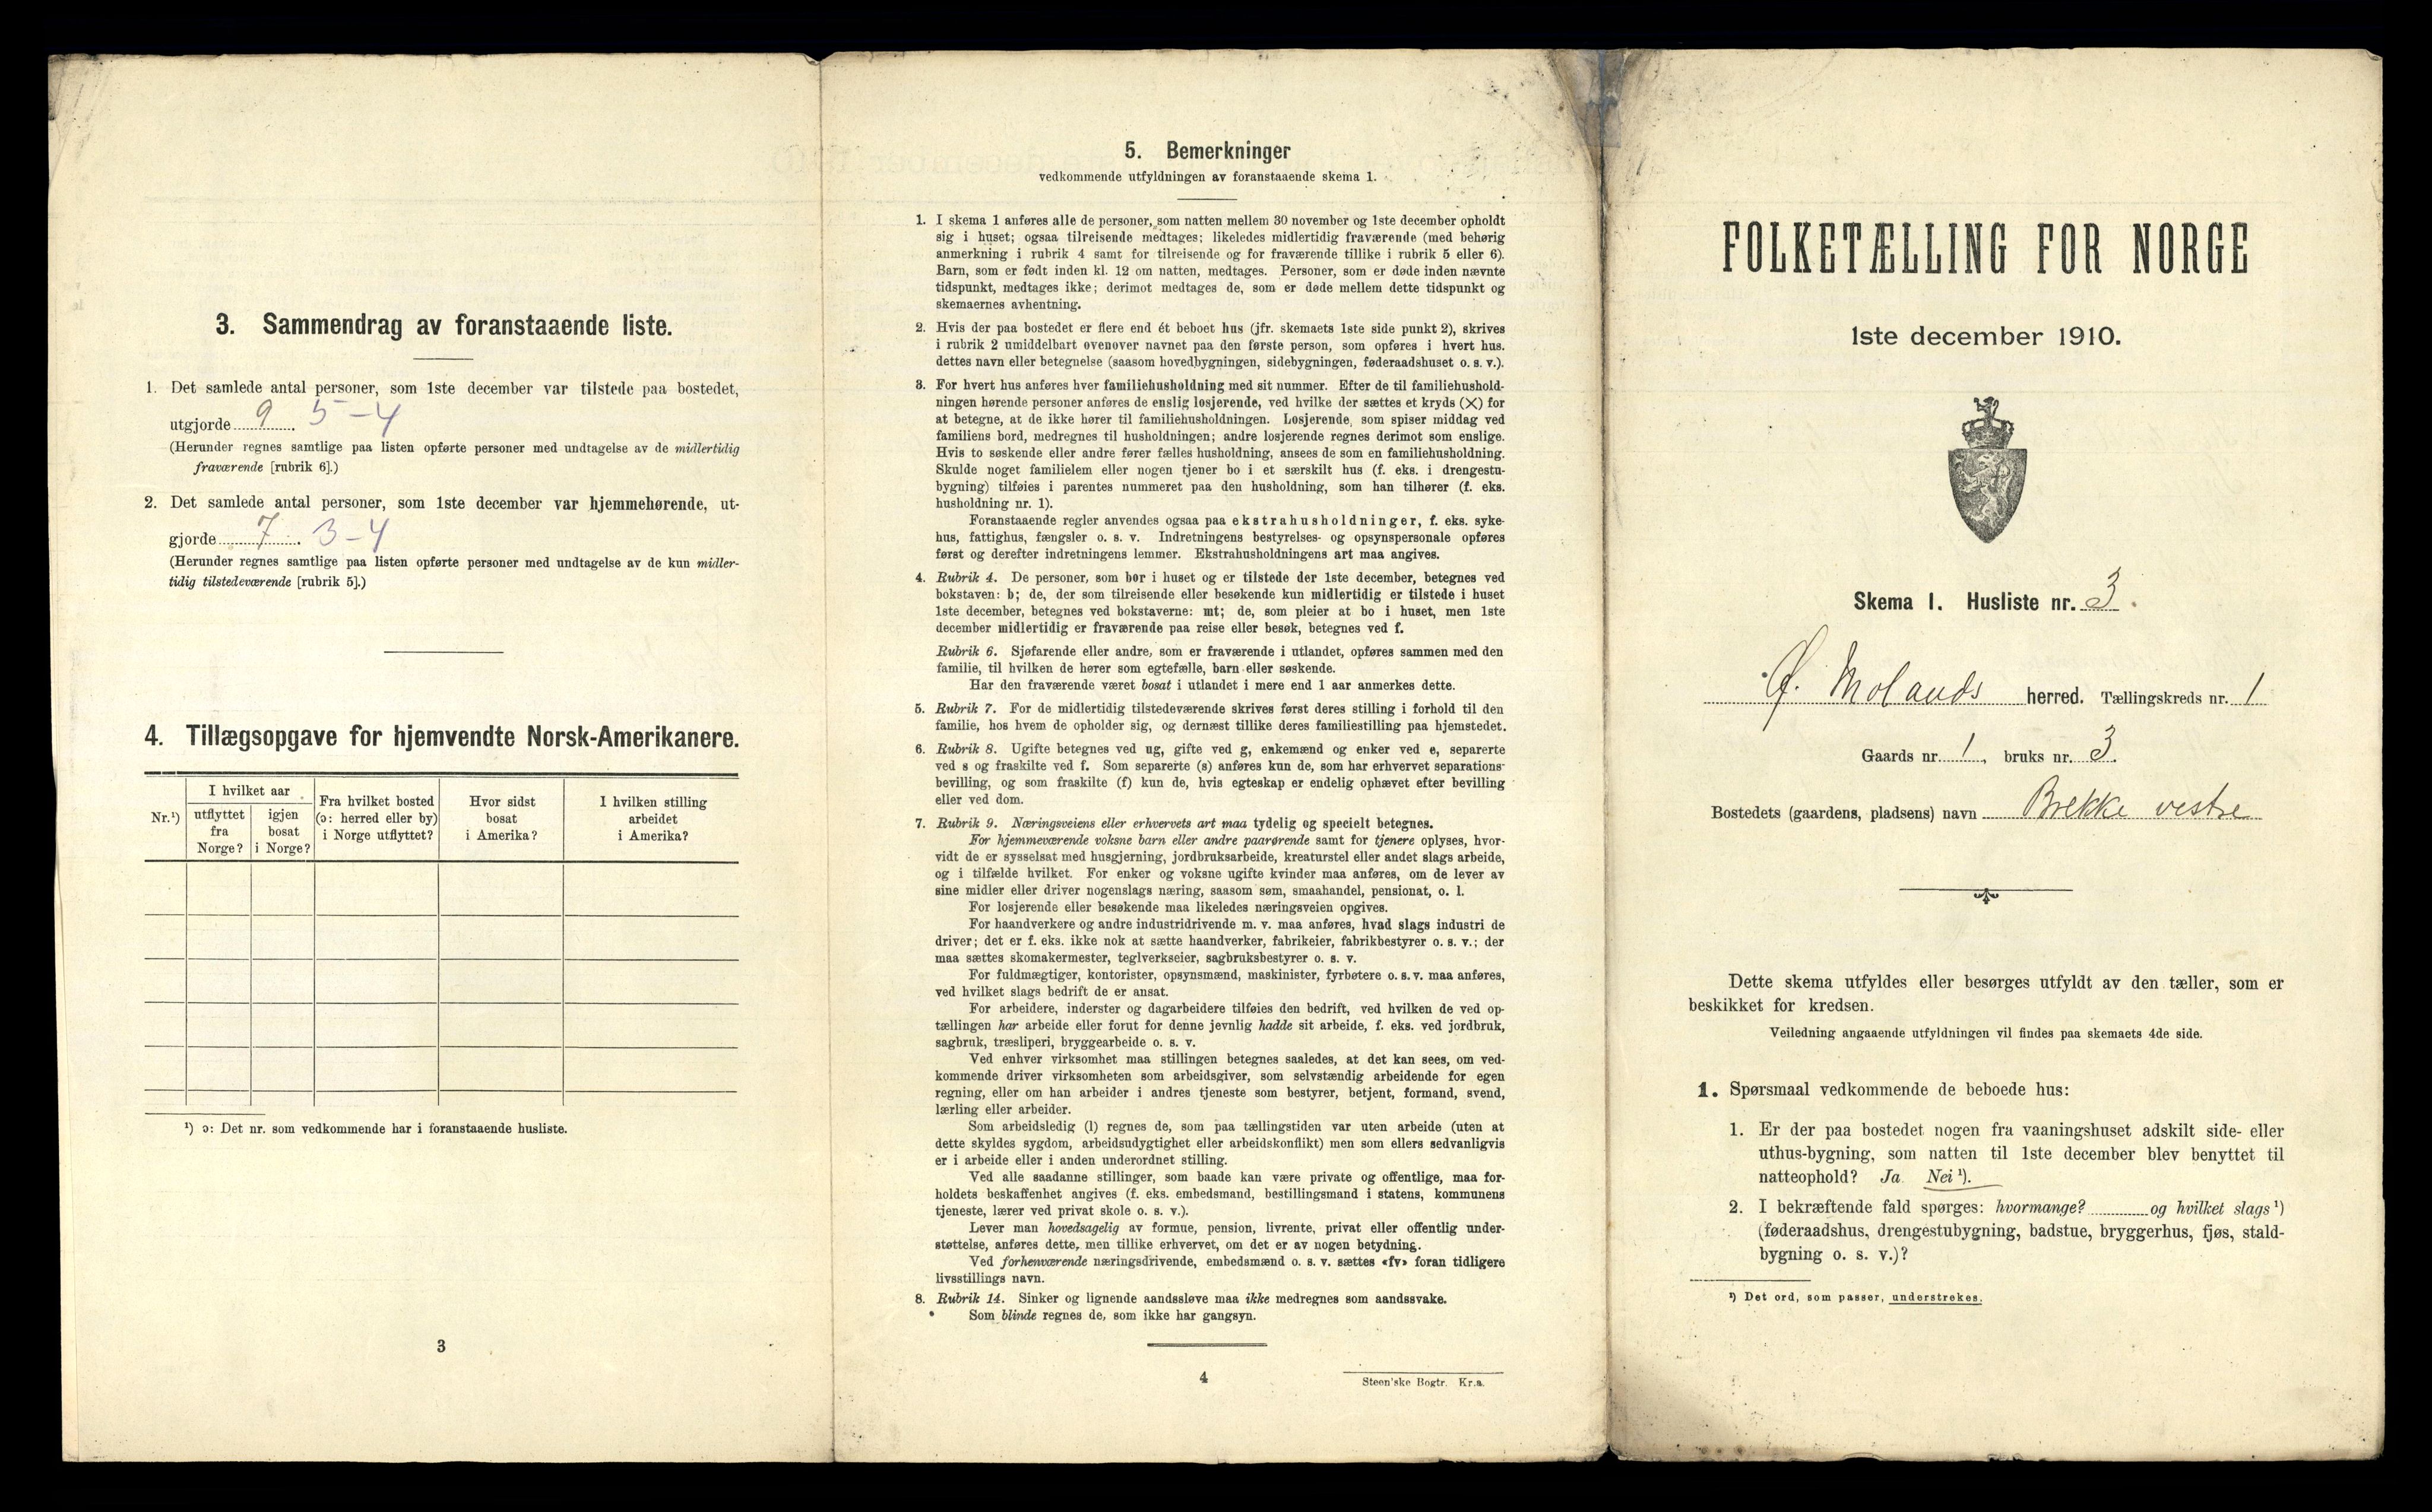 3. Sammendrag av foranstaaende liste.
1. Det samlede antal personer, som 1ste december var tilstede paa bostedet,
utgjorde 9. 5-4
(Herunder regnes samtlige paa listen opførte personer med undtagelse av de midlertidig
fraværende [rubrik 6].)
2. Det samlede antal personer, som 1ste december var hjemmehørende, ut-
gjorde 7. 3-4
(Herunder regnes samtlige paa listen opførte personer med undtagelse av de kun midler-
tidig tilstedeværende [rubrik 5].)
4. Tillægsopgave for hjemvendte Norsk-Amerikanere.
Nr.¹)
I hvilket aar
utflyttet
fra
Norge?
igjen
bosat
i Norge?
Fra hvilket bosted
(ɔ: herred eller by)
i Norge utflyttet?
Hvor sidst
bosat
i Amerika?
I hvilken stilling
arbeidet
i Amerika?
¹) ɔ: Det nr. som vedkommende har i foranstaaende husliste.
3
5. Bemerkninger
vedkommende utfyldningen av foranstaaende skema 1.
1. I skema 1 anføres alle de personer, som natten mellem 30 november og 1ste december opholdt
sig i huset; ogsaa tilreisende medtages; likeledes midlertidig fraværende (med behørig
anmerkning i rubrik 4 samt for tilreisende og for fraværende tillike i rubrik 5 eller 6).
Barn, som er født inden kl. 12 om natten, medtages. Personer, som er døde inden nævnte
tidspunkt, medtages ikke; derimot medtages de, som er døde mellem dette tidspunkt og
skemaernes avhentning.
2. Hvis der paa bostedet er flere end ét beboet hus (jfr. skemaets 1ste side punkt 2), skrives
i rubrik 2 umiddelbart ovenover navnet paa den første person, som opføres i hvert hus.
dettes navn eller betegnelse (saasom hovedbygningen, sidebygningen, føderaadshuset o. s. v.).
3. For hvert hus anføres hver familiehusholdning med sit nummer. Efter de til familiehushold-
ningen hørende personer anføres de enslig losjerende, ved hvilke der sættes et kryds (✕) for
at betegne, at de ikke hører til familiehusholdningen. Losjerende, som spiser middag ved
familiens bord, medregnes til husholdningen; andre losjerende regnes derimot som enslige.
Hvis to søskende eller andre fører fælles husholdning, ansees de som en familiehusholdning.
Skulde noget familielem eller nogen tjener bo i et særskilt hus (f. eks. i drengestu-
bygning) tilføies i parentes nummeret paa den husholdning, som han tilhører (f. eks.
husholdning nr. 1).
Foranstaaende regler anvendes ogsaa paa ekstrahusholdninger, f. eks. syke-
hus, fattighus, fængsler o. s. v. Indretningens bestyrelses- og opsynspersonale opføres
først og derefter indretningens lemmer. Ekstrahusholdningens art maa angives.
4. Rubrik 4. De personer, som bor i huset og er tilstede der 1ste december, betegnes ved
bokstaven: b; de, der som tilreisende eller besøkende kun midlertidig er tilstede i huset
1ste december, betegnes ved bokstaverne: mt; de, som pleier at bo i huset, men 1ste
december midlertidig er fraværende paa reise eller besøk, betegnes ved f.
Rubrik 6. Sjøfarende eller andre, som er fraværende i utlandet, opføres sammen med den
familie, til hvilken de hører som egtefælle, barn eller søskende.
Har den fraværende været bosat i utlandet i mere end 1 aar anmerkes dette.
5. Rubrik 7. For de midlertidig tilstedeværende skrives først deres stilling i forhold til den
familie, hos hvem de opholder sig, og dernæst tillike deres familiestilling paa hjemstedet.
6. Rubrik 8. Ugifte betegnes ved ug, gifte ved g, enkemænd og enker ved e, separerte
ved s og fraskilte ved f. Som separerte (s) anføres kun de, som har erhvervet separations-
bevilling, og som fraskilte (f) kun de, hvis egteskap er endelig ophævet efter bevilling
eller ved dom.
7. Rubrik 9. Næringsveiens eller erhvervets art maa tydelig og specielt betegnes.
For hjemmeværende voksne barn eller andre paarørende samt for tjenere oplyses, hvor-
vidt de er sysselsat med husgjerning, jordbruksarbeide, kreaturstel eller andet slags arbeide,
og i tilfælde hvilket. For enker og voksne ugifte kvinder maa anføres, om de lever av
sine midler eller driver nogenslags næring, saasom søm, smaahandel, pensionat, o. l.
For losjerende eller besøkende maa likeledes næringsveien opgives.
For haandverkere og andre industridrivende m. v. maa anføres, hvad slags industri de
driver; det er f. eks. ikke nok at sætte haandverker, fabrikeier, fabrikbestyrer o. s. v.; der
maa sættes skomakermester, teglverkseier, sagbruksbestyrer o. s. v.
For fuldmægtiger, kontorister, opsynsmænd, maskinister, fyrbøtere o. s. v. maa anføres,
ved hvilket slags bedrift de er ansat.
For arbeidere, inderster og dagarbeidere tilføies den bedrift, ved hvilken de ved op-
tællingen har arbeide eller forut for denne jevnlig hadde sit arbeide, f. eks. ved jordbruk,
sagbruk, træsliperi, bryggearbeide o. s. v.
Ved enhver virksomhet maa stillingen betegnes saaledes, at det kan sees, om ved-
kommende driver virksomheten som arbeidsgiver, som selvstændig arbeidende for egen
regning, eller om han arbeider i andres tjeneste som bestyrer, betjent, formand, svend,
lærling eller arbeider.
Som arbeidsledig (l) regnes de, som paa tællingstiden var uten arbeide (uten at
dette skyldes sygdom, arbeidsudygtighet eller arbeidskonflikt) men som ellers sedvanligvis
er i arbeide eller i anden underordnet stilling.
Ved alle saadanne stillinger, som baade kan være private og offentlige, maa for-
holdets beskaffenhet angives (f. eks. embedsmand, bestillingsmand i statens, kommunens
tjeneste, lærer ved privat skole o. s. v.).
Lever man hovedsagelig av formue, pension, livrente, privat eller offentlig under-
støttelse, anføres dette, men tillike erhvervet, om det er av nogen betydning.
Ved forhenværende næringsdrivende, embedsmænd o. s. v. sættes «fv» foran tidligere
livsstillings navn.
8. Rubrik 14. Sinker og lignende aandssløve maa ikke medregnes som aandssvake.
Som blinde regnes de, som ikke har gangsyn.
4
Steen'ske Bogtr. Kr.a.
FOLKETÆLLING FOR NORGE
1ste december 1910.
Skema 1. Husliste nr. 3.
Ø. Molands herred. Tællingskreds nr. 1
Gaards nr. 1, bruks nr. 3.
Bostedets (gaardens, pladsens) navn Brekke vestre
Dette skema utfyldes eller besørges utfyldt av den tæller, som er
beskikket for kredsen.
Veiledning angaaende utfyldningen vil findes paa skemaets 4de side.
1. Spørsmaal vedkommende de beboede hus:
1. Er der paa bostedet nogen fra vaaningshuset adskilt side- eller
uthus-bygning, som natten til 1ste december blev benyttet til
natteophold? Ja Nei ¹).
2. I bekræftende fald spørges: hvormange? og hvilket slags ¹)
(føderaadshus, drengestubygning, badstue, bryggerhus, fjøs, stald-
bygning o. s. v.)?
¹) Det ord, som passer, understrekes.